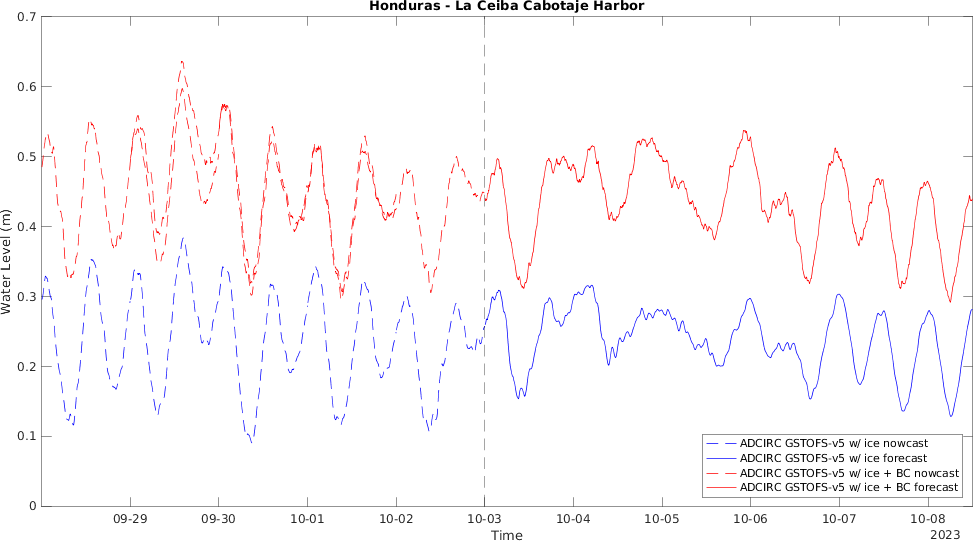 Honduras - La Ceiba Cabotaje Harbor
0.7
0.6
0.5
0.4
0.3
0.2
0.1
0
Water Level (m)
ADCIRC GSTOFS-v5 w/ ice nowcast
ADCIRC GSTOFS-v5 w/ ice forecast
ADCIRC GSTOFS-v5 w/ ice + BC nowcast
ADCIRC GSTOFS-v5 w/ ice + BC forecast
09-29 09-30 10-01 10-02 10-03 10-04 10-05 10-06 10-07 10-08
2023
Time